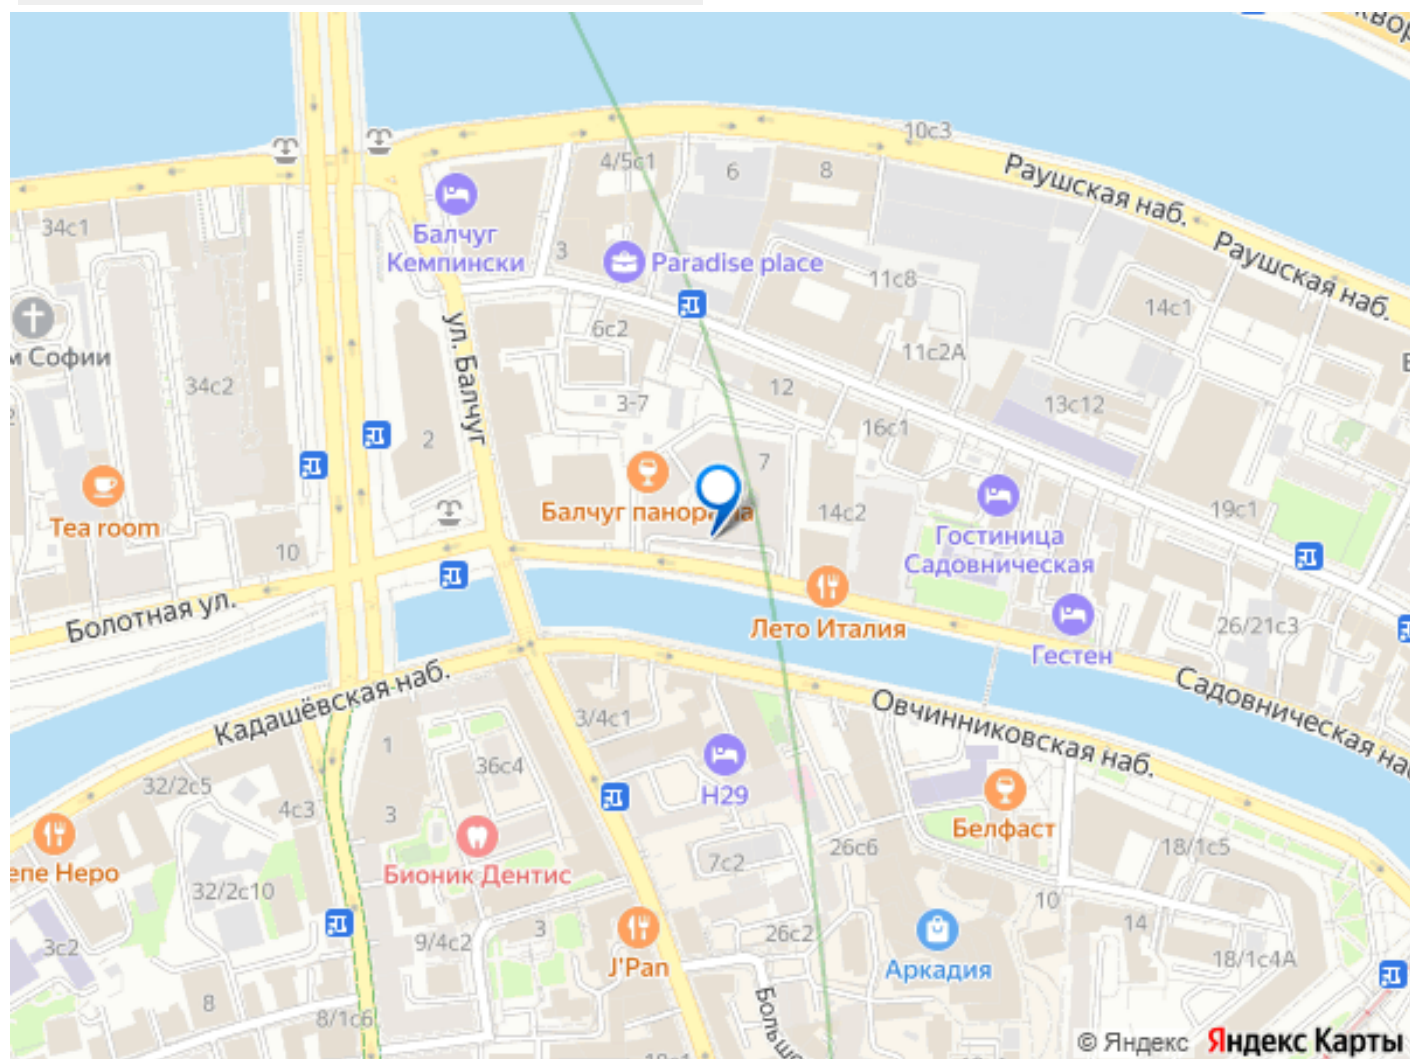 10с3
4/5с1
6
8
Раушская наб.
34с1
Балчуг
Кемпински
3
Paradise place
11с8
Раушская наб.
14с1
м Софии
ул. Балчуг
6с2
11с2А
34с2
12
3-7
13с12
2
16с1
7
Tea room
Балчуг панорама
14с2
Гостиница
Садовническая
19с1
10
Болотная ул.
Лето Италия
26/21с3
Гестен
Кадашёвская наб.
Садовническая наб
3/4с1
Овчинниковская наб.
1
36с4
32/2с5
4с3
Н29
3
Белфаст
епе Неро
Бионик Дентис
7с2
26с6
18/1с5
32/2с10
10
3с2
9/4с2
3
26с2
14
J'Pan
Аркадия
18/1с4А
8
8/1с6
Больш
© Яндекс Яндекс Карты